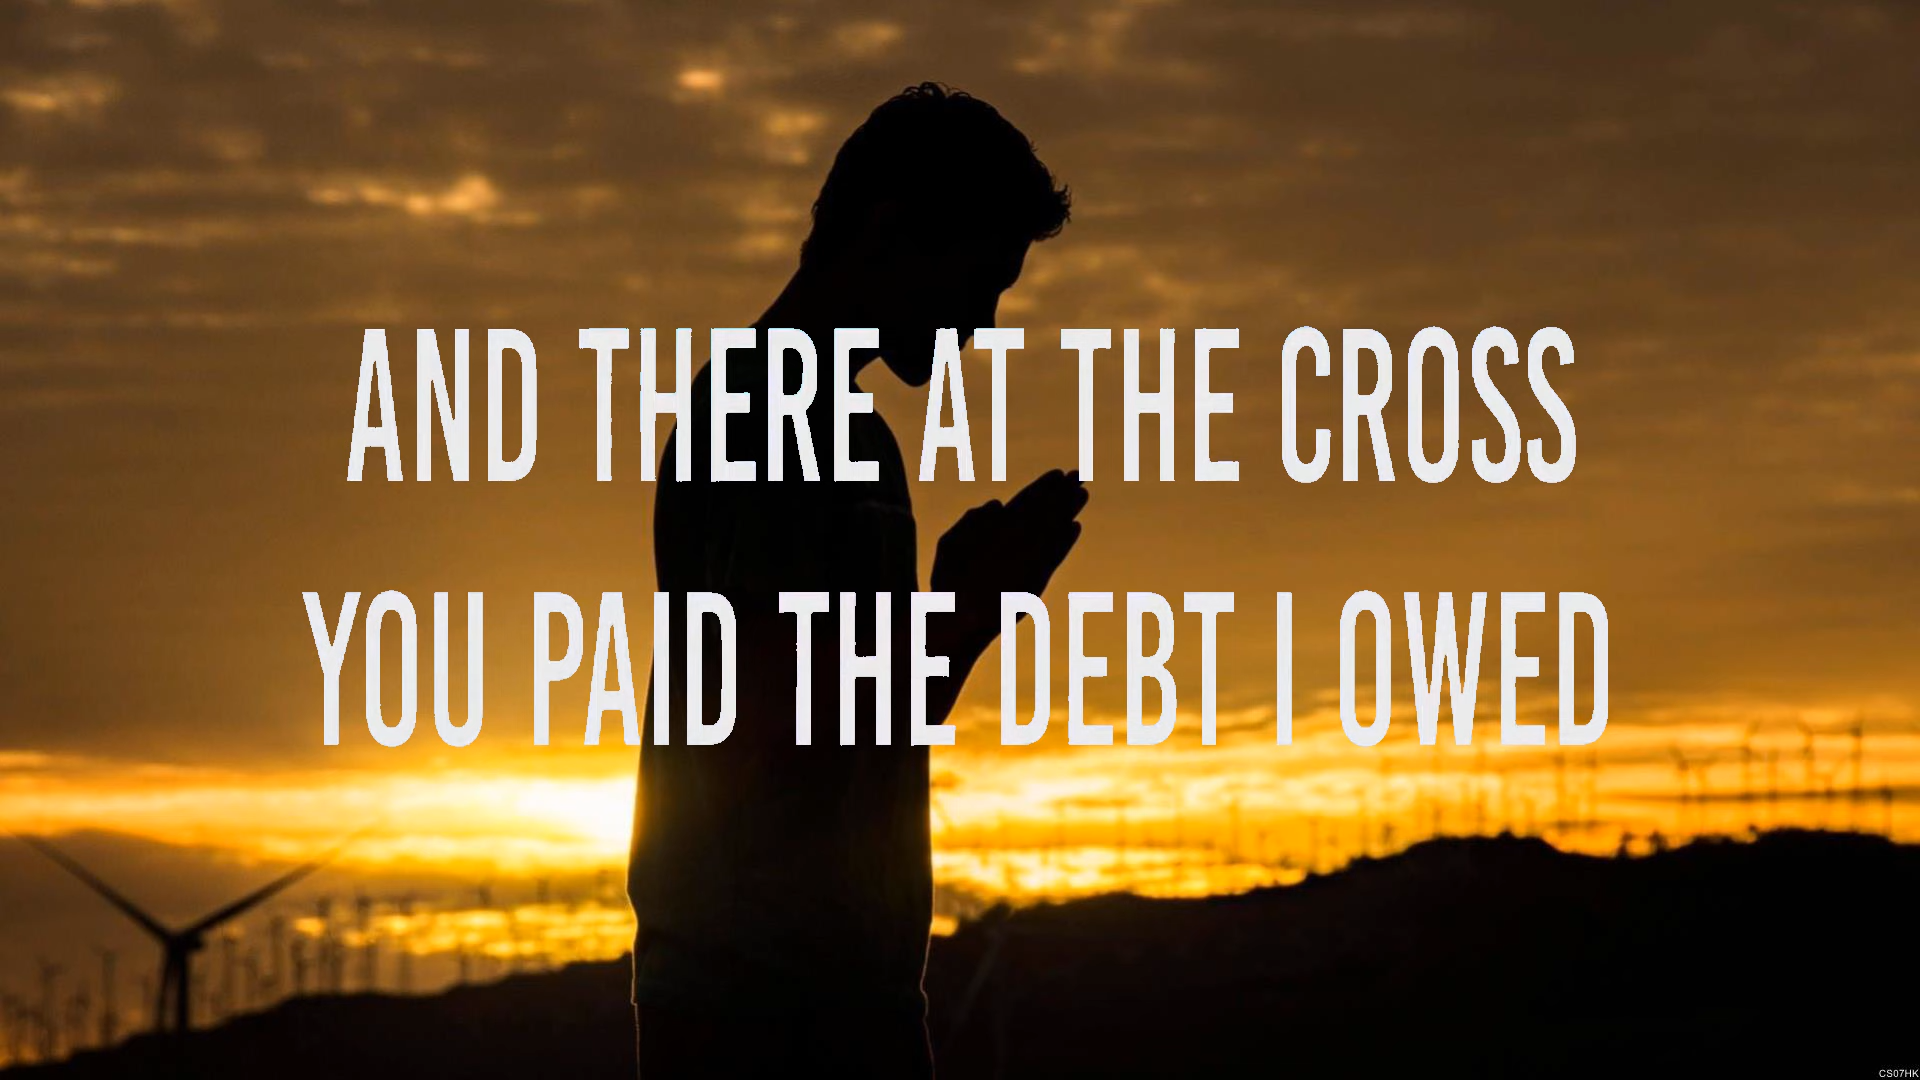 AND THERE AT THE CROSS
YOU PAID THE DEBT I OWED
CS07HK